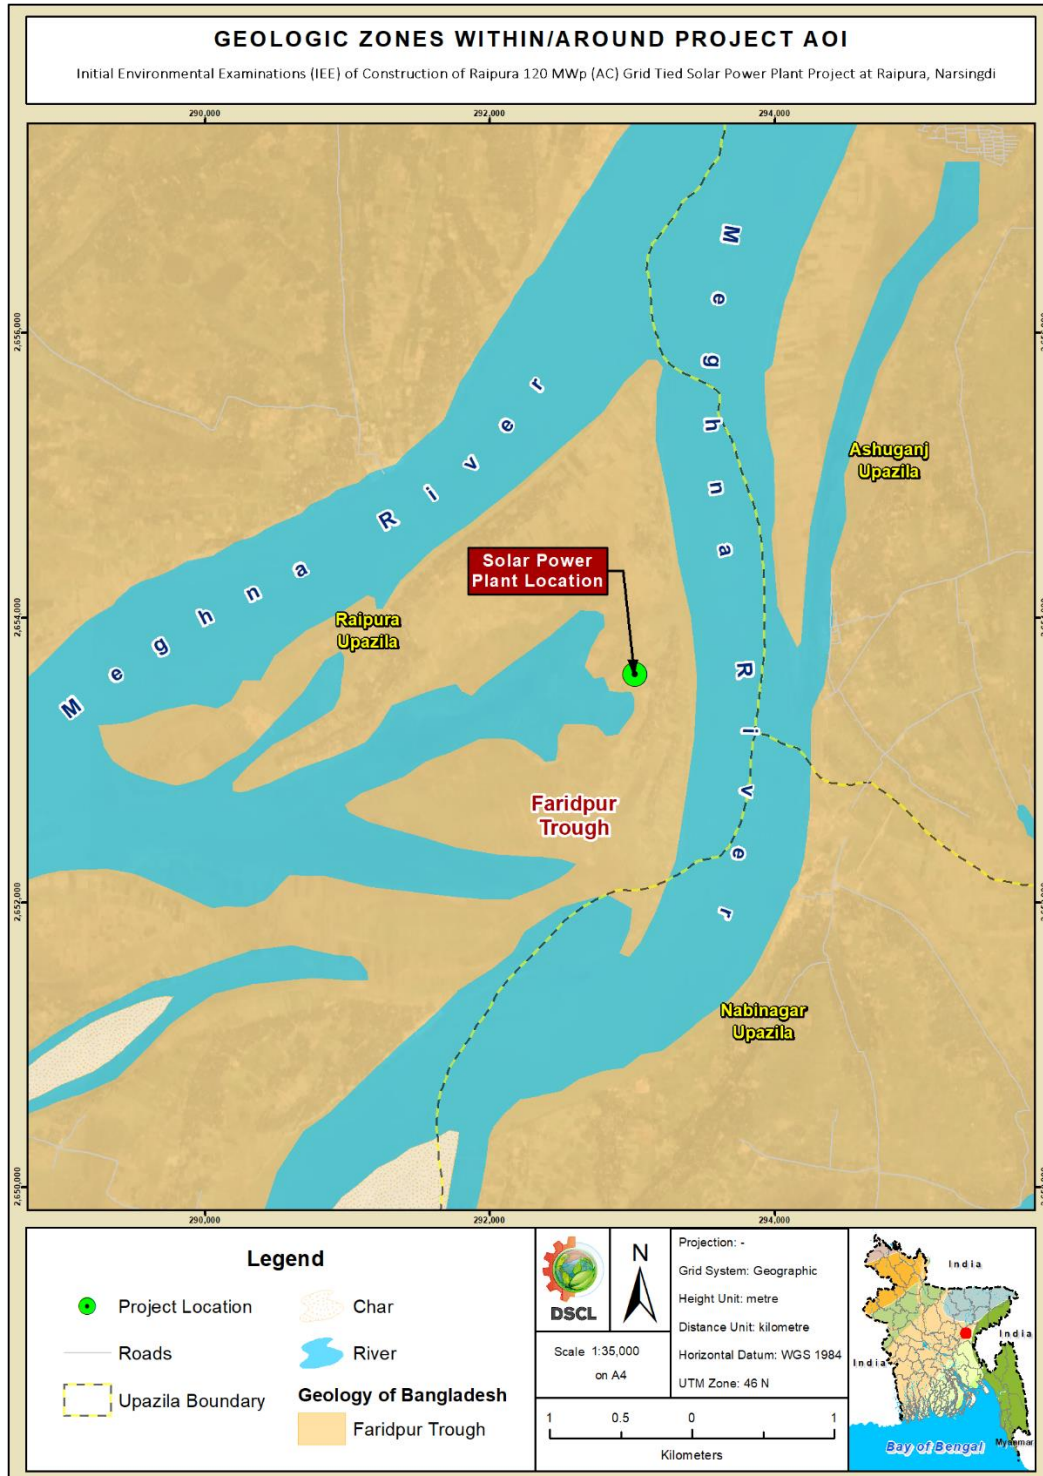 GEOLOGIC ZONES WITHIN/AROUND PROJECT AOI
Initial Environmental Examinations (IEE) of Construction of Raipura 120 MWp (AC) Grid Tied Solar Power Plant Project at Raipura, Narsingdi
290,000
292,000
294,000
2,656,000
2,654,000
2,652,000
2,650,000
Meghna River
Meghna River
Ashuganj
Upazila
Solar Power
Plant Location
Raipura
Upazila
Faridpur
Trough
Nabinagar
Upazila
290,000
292,000
294,000
Legend
Project Location
Roads
Upazila Boundary
Char
River
Geology of Bangladesh
Faridpur Trough
DSCL
N
Scale 1:35,000
on A4
Projection: -
Grid System: Geographic
Height Unit: metre
Distance Unit: kilometre
Horizontal Datum: WGS 1984
UTM Zone: 46 N
1 0.5 0 1
Kilometers
India
India
India
Myanmar
Bay of Bengal